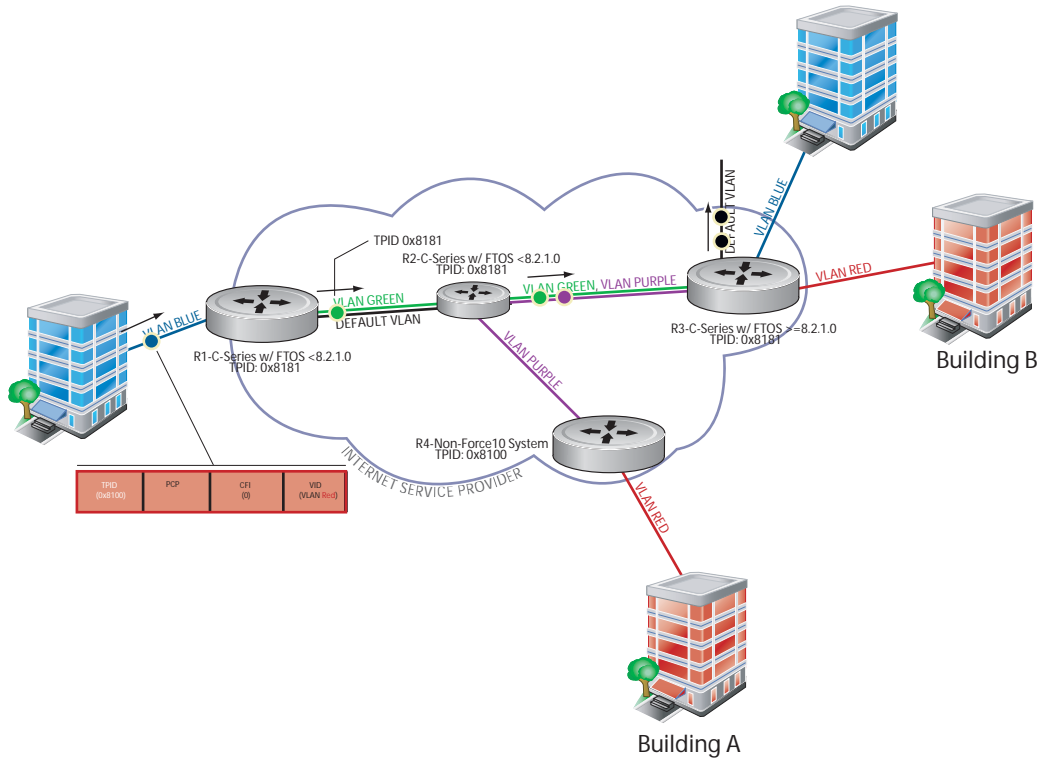 DEFAULT VLAN
VLAN BLUE
TPID 0x8181
R2-C-Series w/ FTOS <8.2.1.0
TPID: 0x8181
VLAN RED
VLAN GREEN, VLAN PURPLE
VLAN GREEN
DEFAULT VLAN
VLAN BLUE
R3-C-Series w/ FTOS >=8.2.1.0
TPID: 0x8181
R1-C-Series w/ FTOS <8.2.1.0
TPID: 0x8181
Building B
VLAN PURPLE
R4-Non-Force10 System
TPID: 0x8100
INTERNET SERVICE PROVIDER
TPID
(0x8100)
PCP
CFI
(0)
VID
(VLAN Red)
VLAN RED
Building A